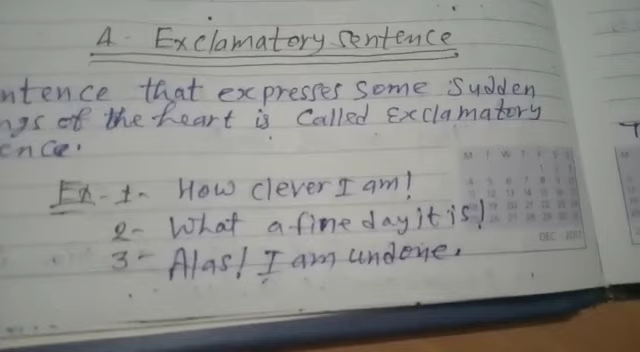 4- Exclamatory sentence
ntence that expresses some sudden
ngs of the heart is called exclamatory
ence.
Ex- 1- How clever I am!
2- What a fine day it is!
3- Alas! I am undone.
M T W T F S S
DEC